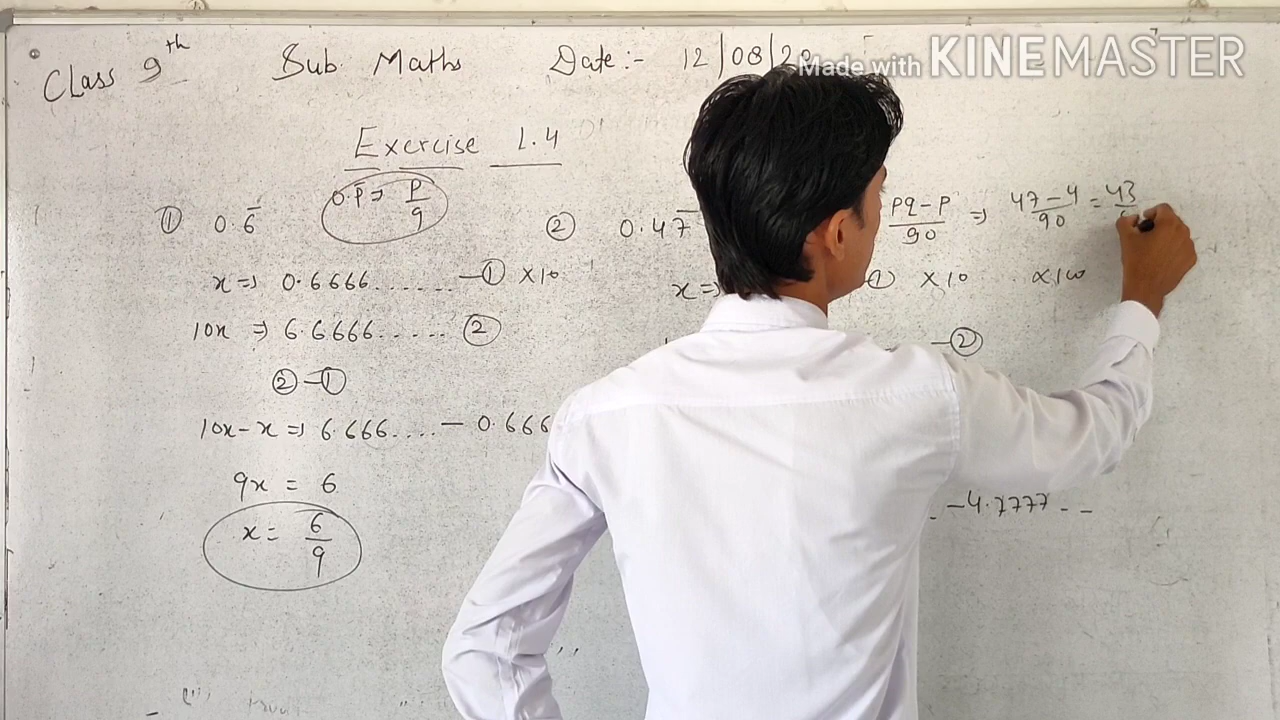 Class 9th Sub Maths Date:- 12/08/20
Made with KINEMASTER
Exercise 1.4
① 0.6̅
0.p̅ ⇒ p/9
② 0.47̅
pq-p/90 ⇒ 47-4/90 = 43
x ⇒ 0.6666...... —① ×10
x ⇒ ① ×10 ×100
10x ⇒ 6.6666...... ②
—②
②-①
10x-x ⇒ 6.666.... - 0.666
9x = 6
-4.7777--
x = 6/9